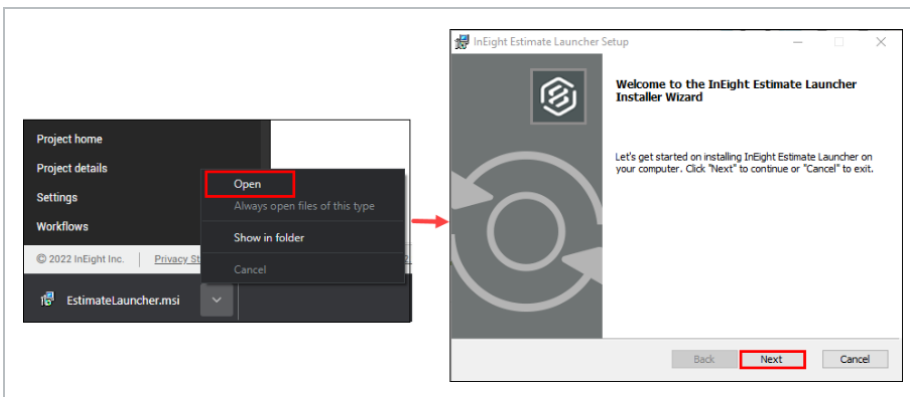 Project home
Project details
Settings
Workflows
© 2022 InEight Inc. | Privacy St
EstimateLauncher.msi
Open
Always open files of this type
Show in folder
Cancel
InEight Estimate Launcher Setup
Welcome to the InEight Estimate Launcher
Installer Wizard
Let's get started on installing InEight Estimate Launcher on
your computer. Click "Next" to continue or "Cancel" to exit.
Back
Next
Cancel